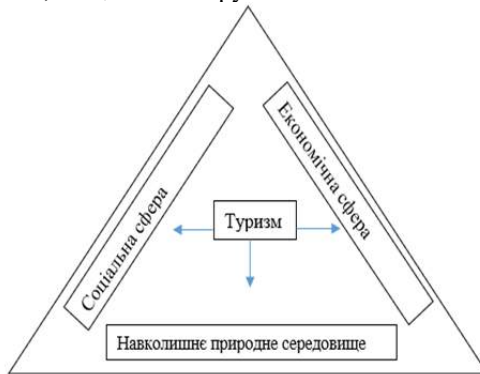 Соціальна сфера
Економічна сфера
Туризм
Навколишнє природне середовище